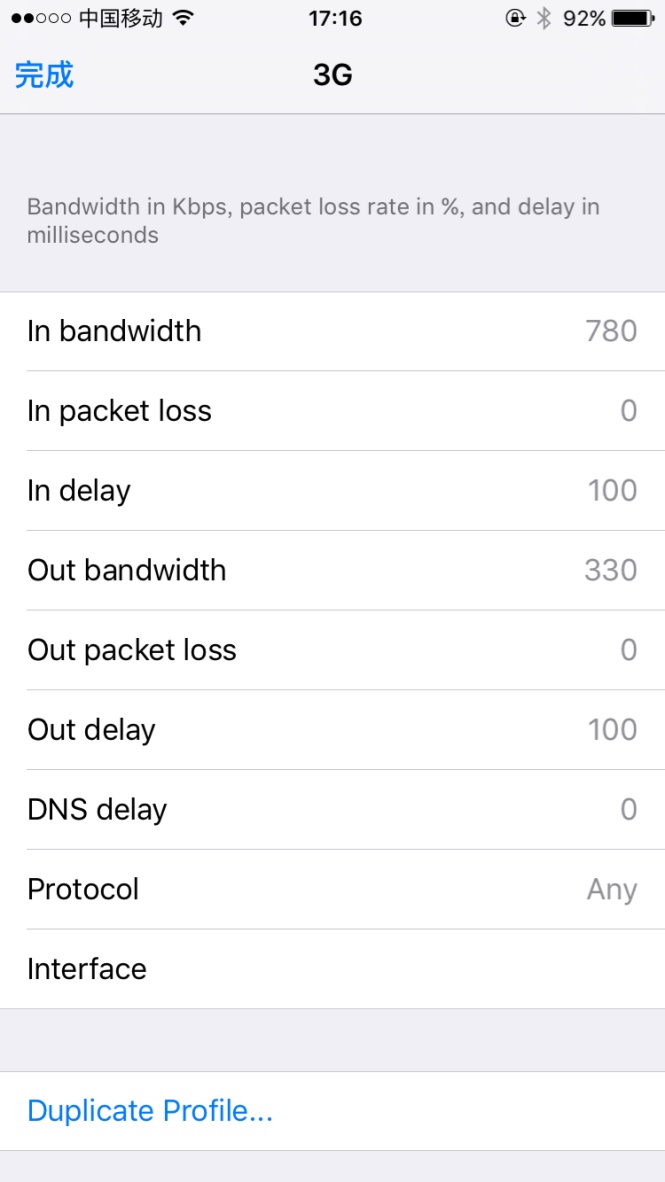 中国移动 17:16 92%
完成 3G
Bandwidth in Kbps, packet loss rate in %, and delay in
milliseconds
In bandwidth 780
In packet loss 0
In delay 100
Out bandwidth 330
Out packet loss 0
Out delay 100
DNS delay 0
Protocol Any
Interface
Duplicate Profile...